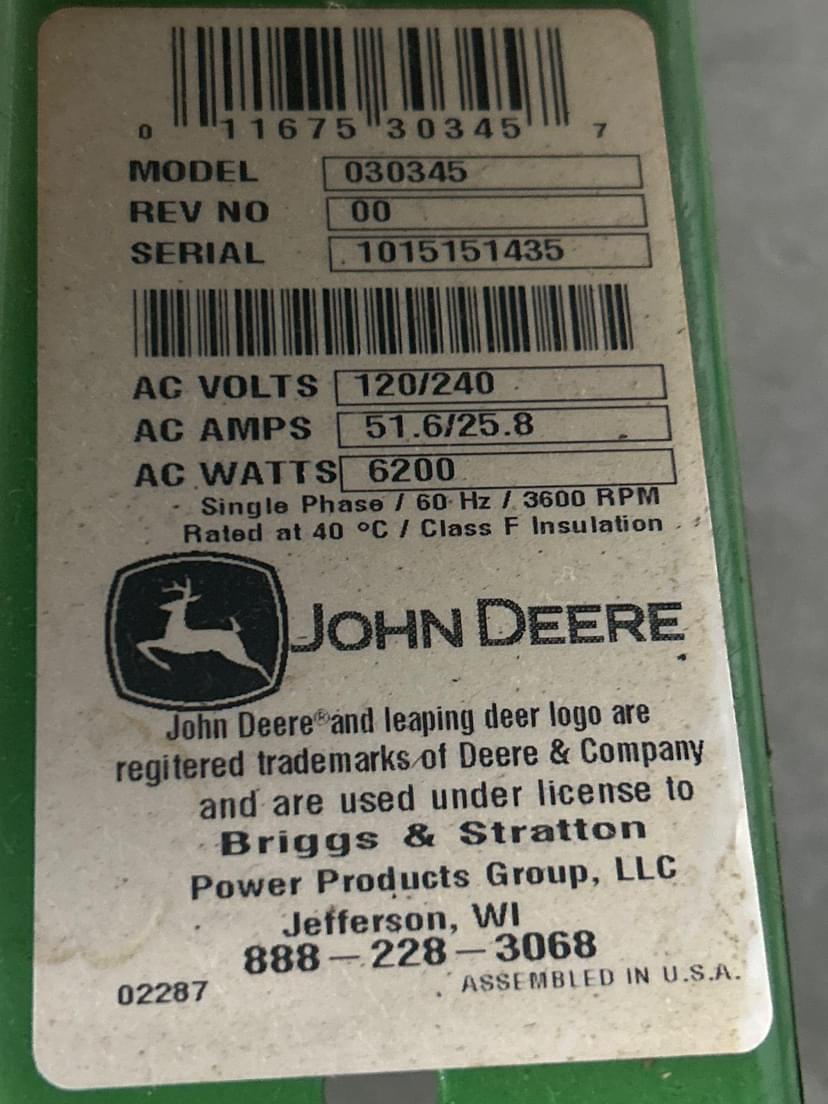 0 11675 30345 7
MODEL 030345
REV NO 00
SERIAL 1015151435
AC VOLTS 120/240
AC AMPS 51.6/25.8
AC WATTS 6200
Single Phase / 60 Hz / 3600 RPM
Rated at 40 °C / Class F Insulation
JOHN DEERE
John Deere® and leaping deer logo are
regitered trademarks of Deere & Company
and are used under license to
Briggs & Stratton
Power Products Group, LLC
Jefferson, WI
888-228-3068
02287 ASSEMBLED IN U.S.A.